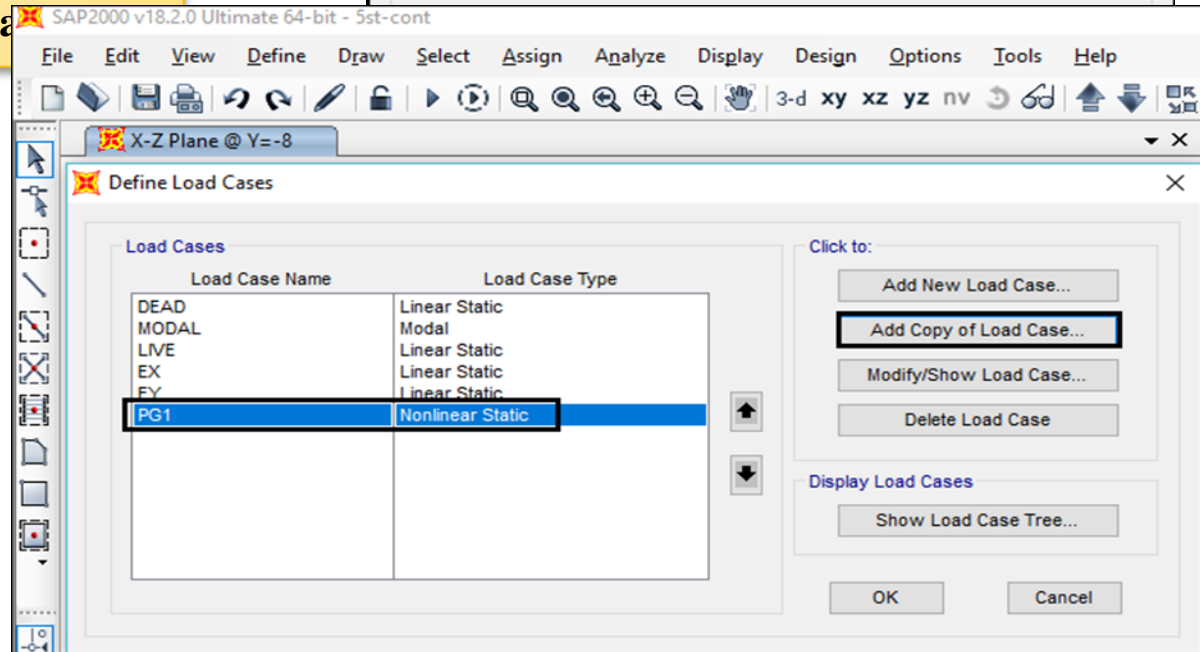 a
SAP2000 v18.2.0 Ultimate 64-bit - 5st-cont
File Edit View Define Draw Select Assign Analyze Display Design Options Tools Help
3-d xy xz yz nv
X-Z Plane @ Y=-8
Define Load Cases
Load Cases
Load Case Name Load Case Type
DEAD Linear Static
MODAL Modal
LIVE Linear Static
EX Linear Static
EY Linear Static
PG1 Nonlinear Static
Click to:
Add New Load Case...
Add Copy of Load Case...
Modify/Show Load Case...
Delete Load Case
Display Load Cases
Show Load Case Tree...
OK Cancel